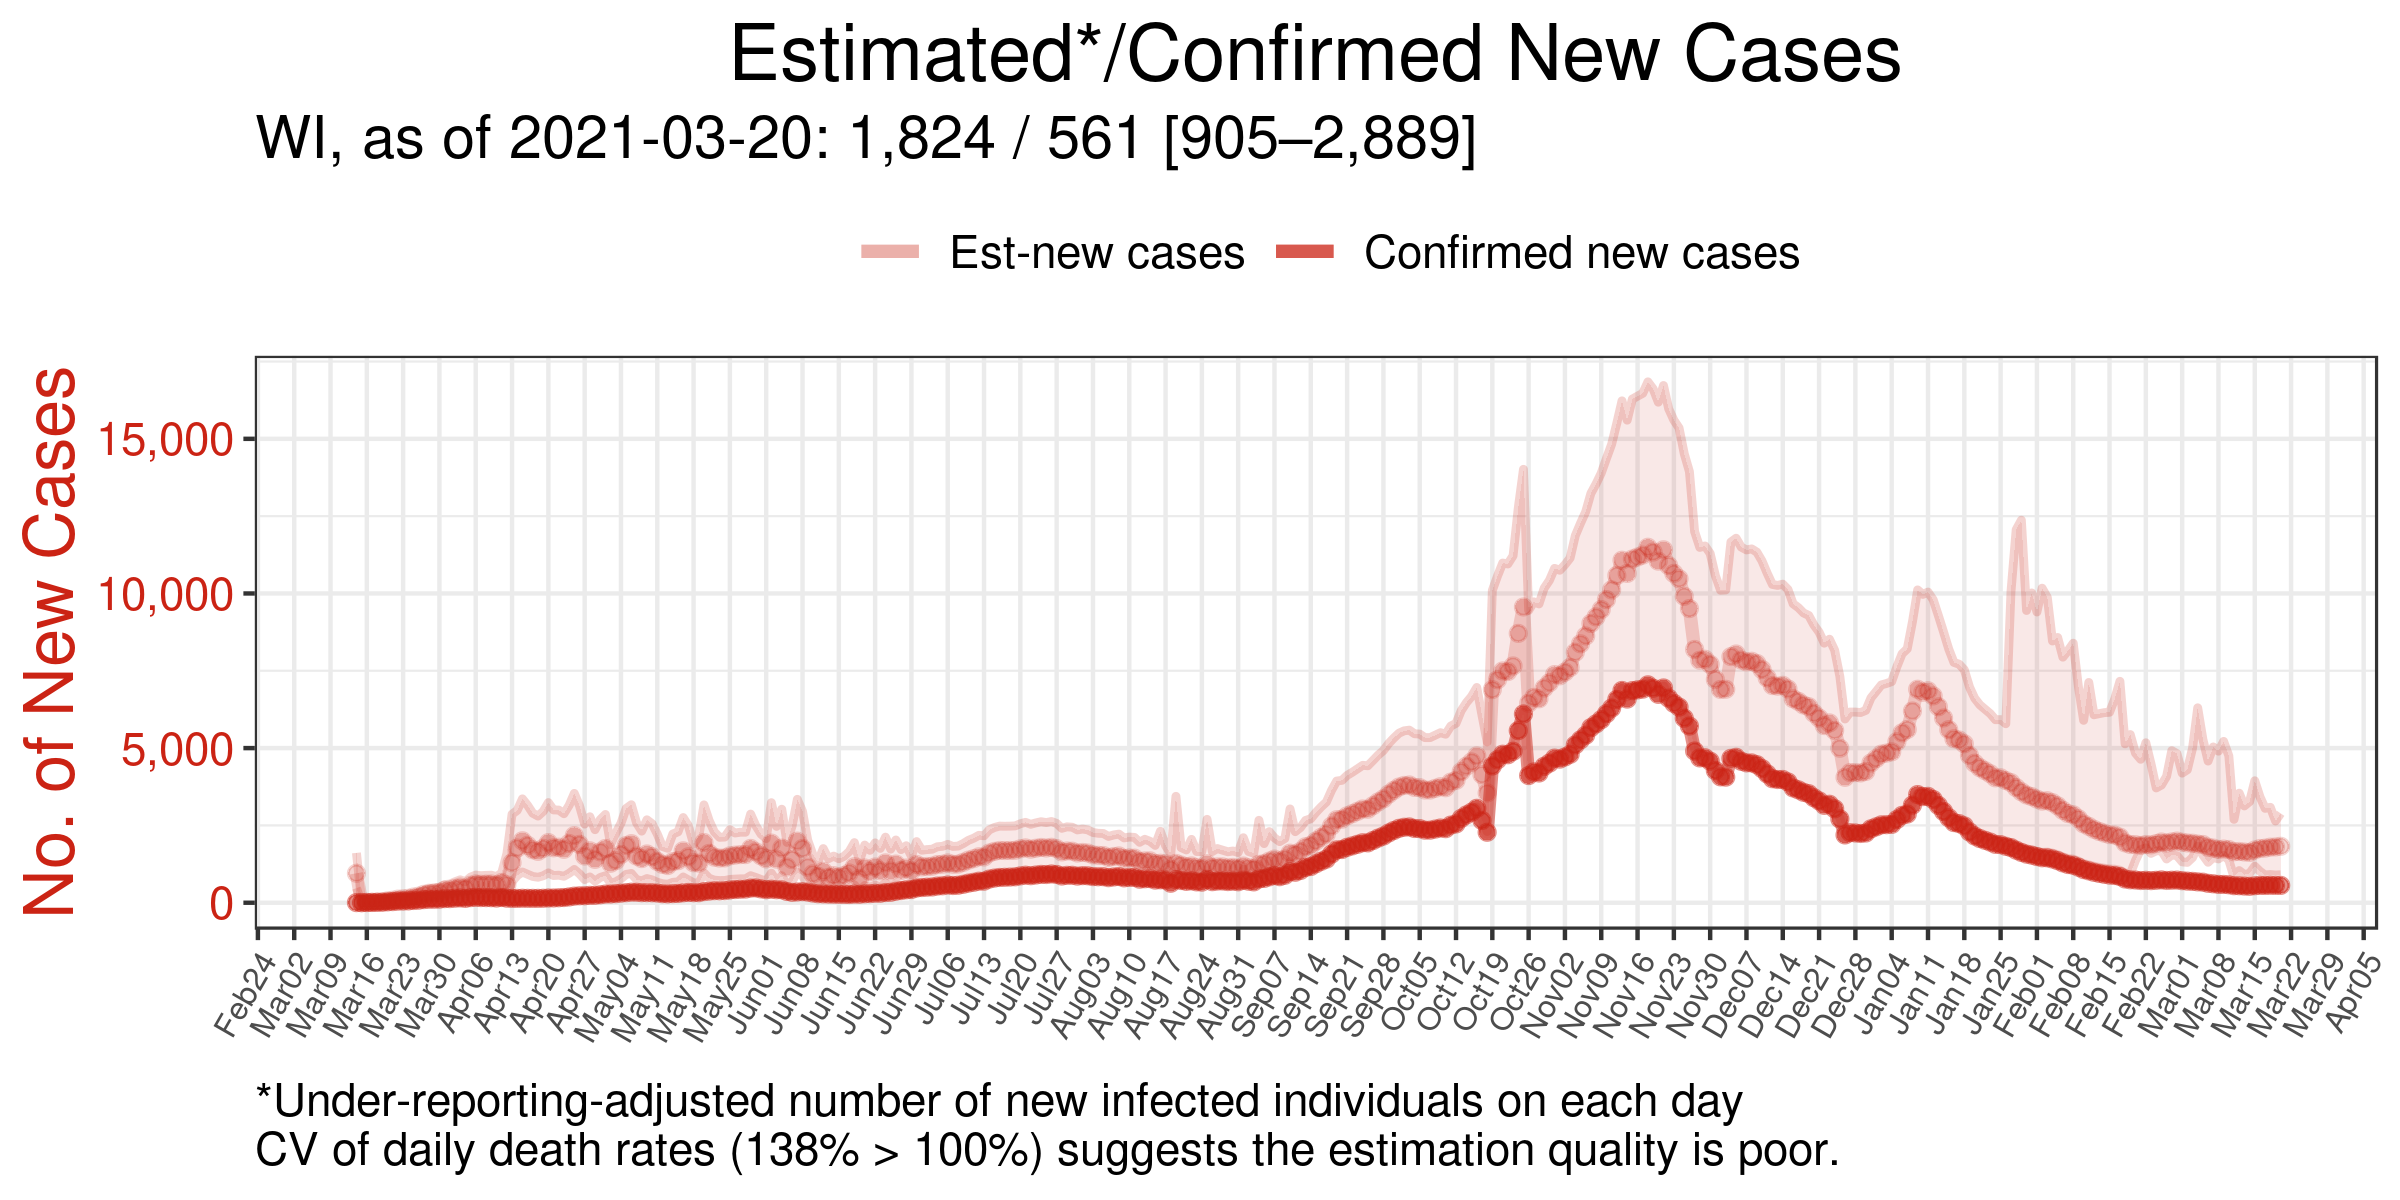 Estimated*/Confirmed New Cases
WI, as of 2021-03-20: 1,824 / 561 [905–2,889]
Est-new cases Confirmed new cases
No. of New Cases
15,000
10,000
5,000
0
Feb24 Mar02 Mar09 Mar16 Mar23 Mar30 Apr06 Apr13 Apr20 Apr27 May04 May11 May18 May25 Jun01 Jun08 Jun15 Jun22 Jun29 Jul06 Jul13 Jul20 Jul27 Aug03 Aug10 Aug17 Aug24 Aug31 Sep07 Sep14 Sep21 Sep28 Oct05 Oct12 Oct19 Oct26 Nov02 Nov09 Nov16 Nov23 Nov30 Dec07 Dec14 Dec21 Dec28 Jan04 Jan11 Jan18 Jan25 Feb01 Feb08 Feb15 Feb22 Mar01 Mar08 Mar15 Mar22 Mar29 Apr05
*Under-reporting-adjusted number of new infected individuals on each day
CV of daily death rates (138% > 100%) suggests the estimation quality is poor.